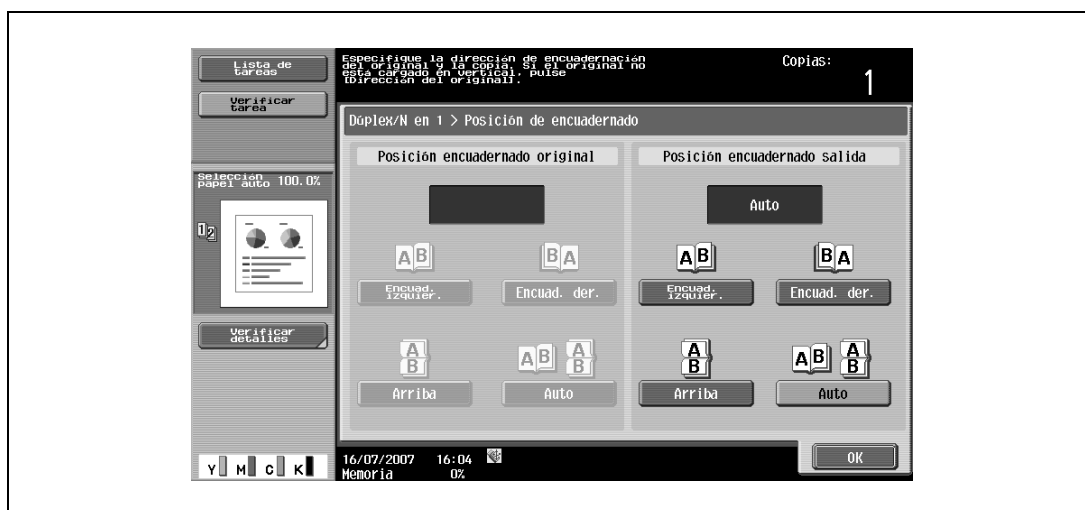 Lista de
tareas
Verificar
tarea
Especifique la dirección de encuadernación
del original y la copia. Si el original no
está cargado en vertical, pulse
[Dirección del original].
Copias:
1
Dúplex/N en 1 > Posición de encuadernado
Selección
papel auto 100.0%
12
Verificar
detalles
Posición encuadernado original
AB
BA
Encuad.
izquier.
Encuad. der.
A
B
AB
A
B
Arriba
Auto
Posición encuadernado salida
Auto
AB
BA
Encuad.
izquier.
Encuad. der.
A
B
AB
A
B
Arriba
Auto
Y M C K
16/07/2007 16:04
Memoria 0%
OK